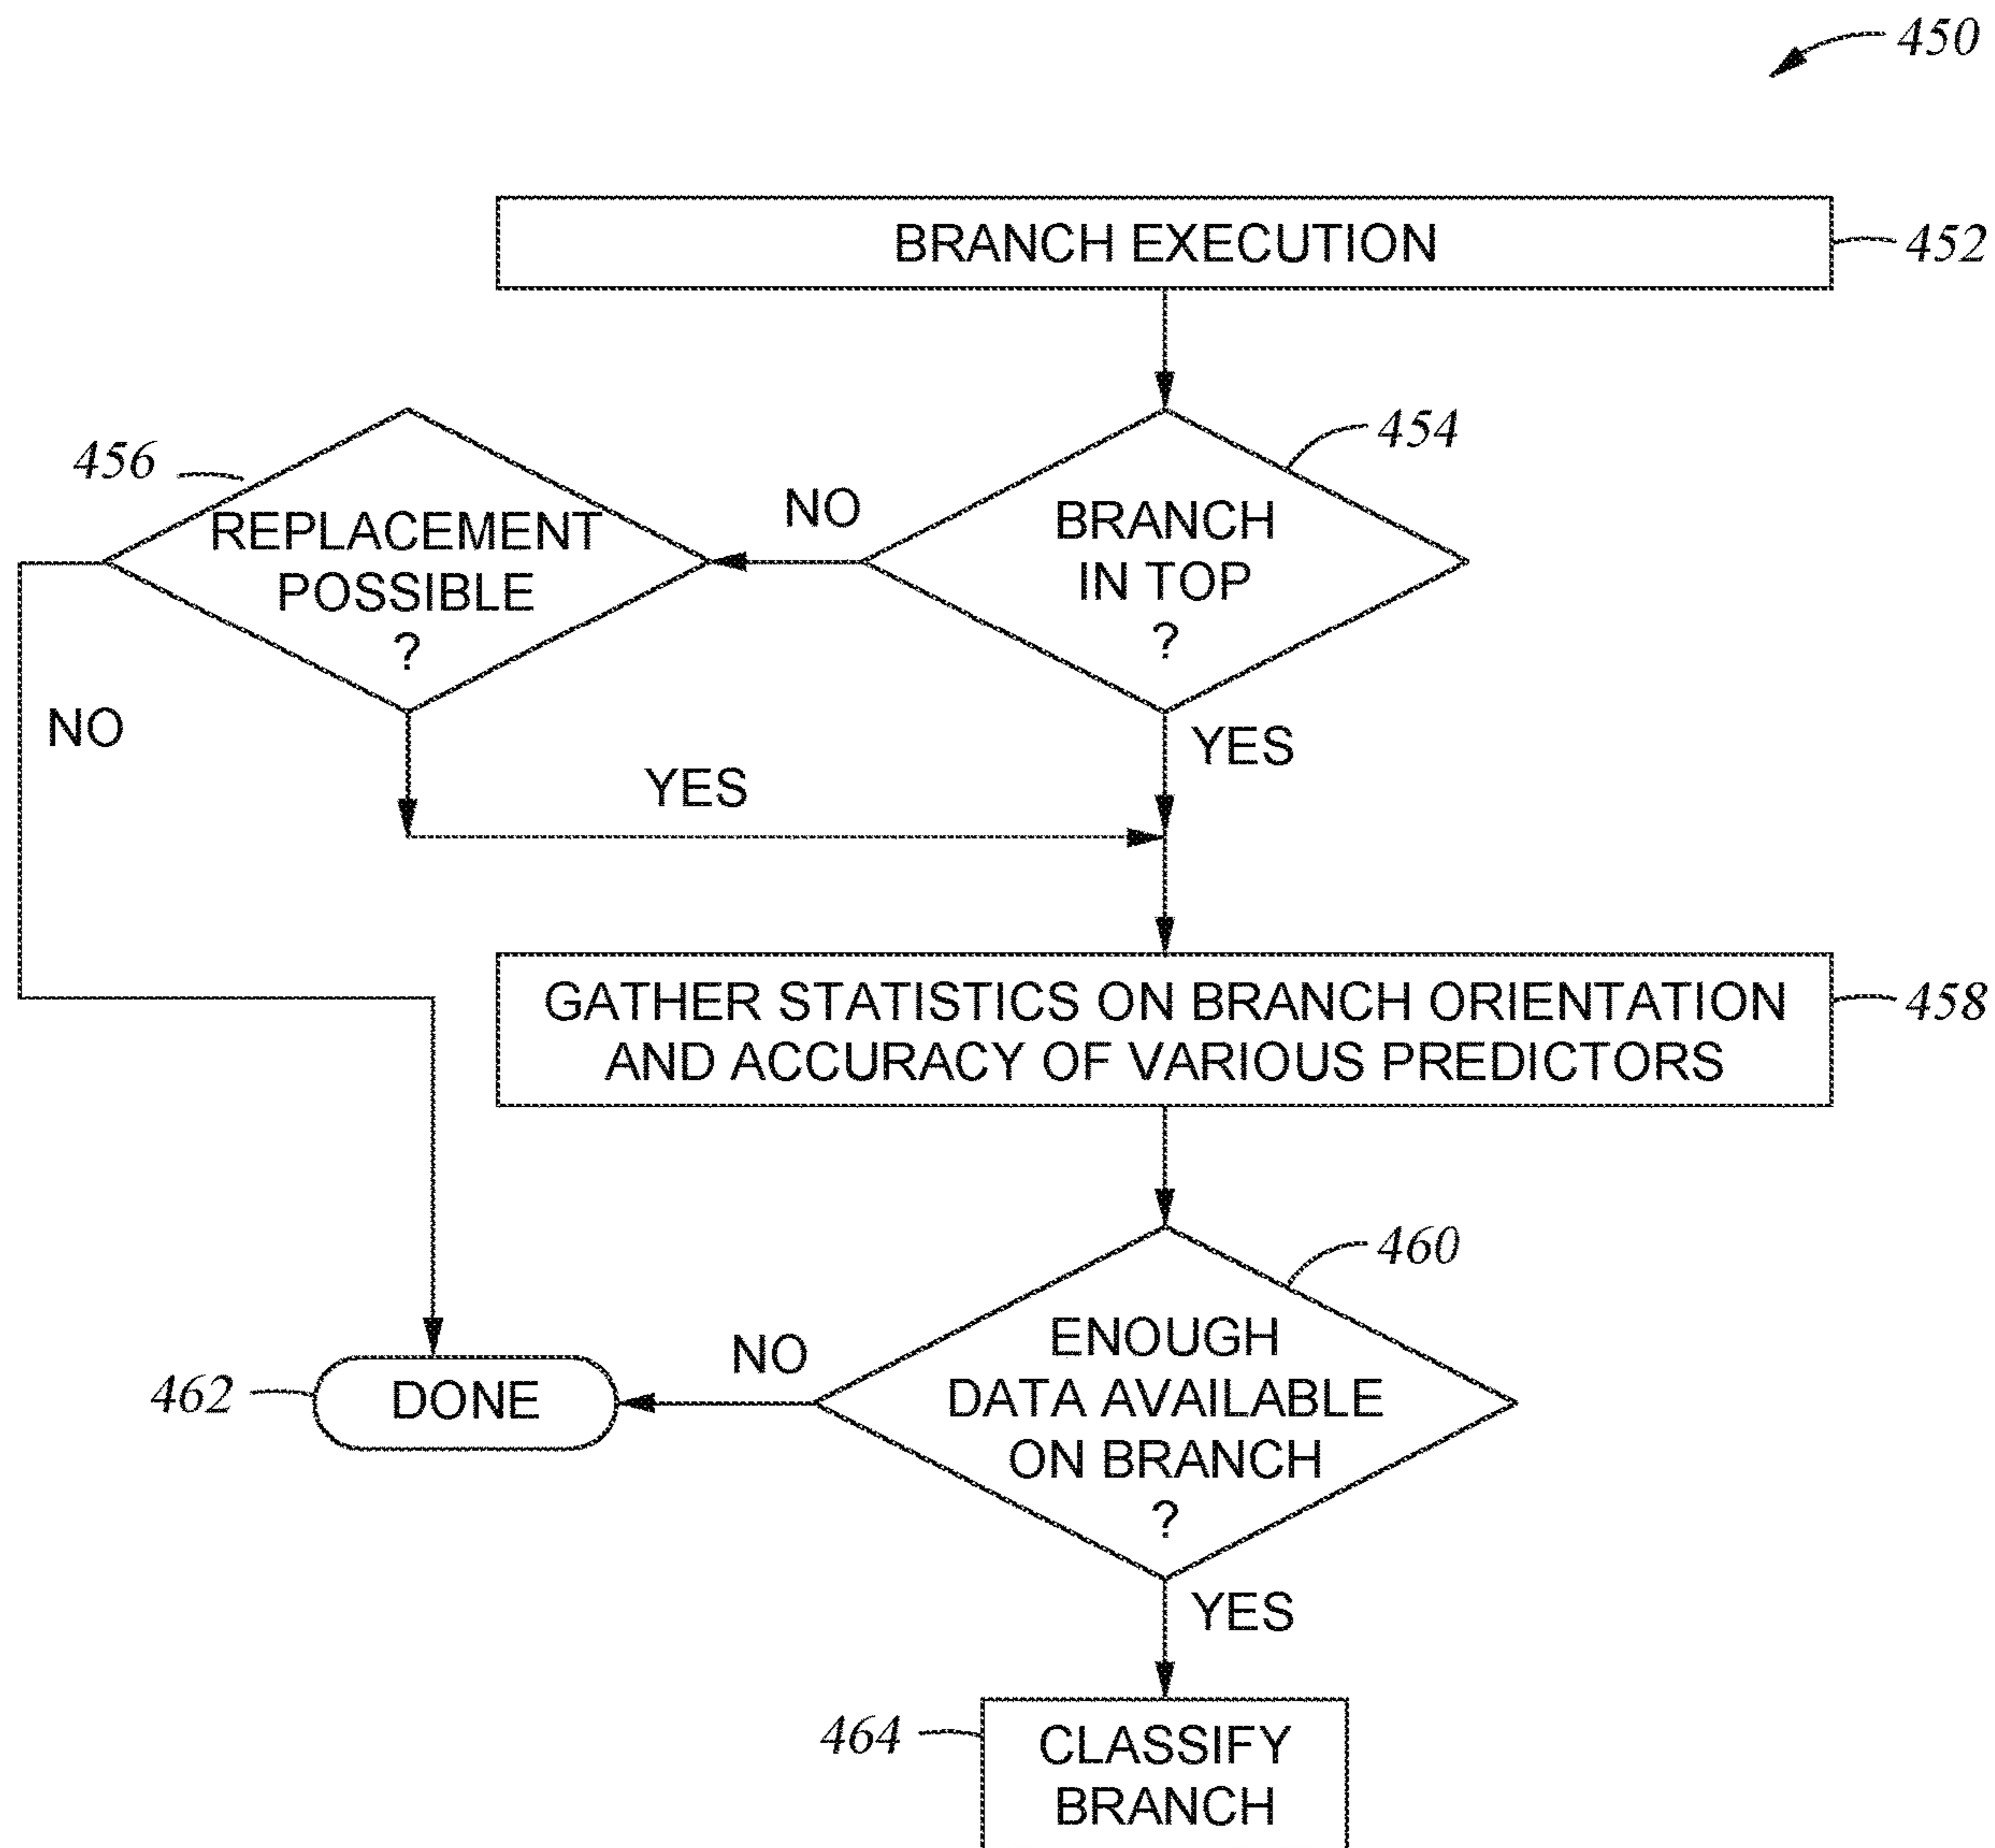 450
BRANCH EXECUTION
452
454
456
BRANCH
IN TOP
?
NO
REPLACEMENT
POSSIBLE
?
NO
YES
YES
GATHER STATISTICS ON BRANCH ORIENTATION
AND ACCURACY OF VARIOUS PREDICTORS
458
460
ENOUGH
DATA AVAILABLE
ON BRANCH
?
NO
462
DONE
YES
464
CLASSIFY
BRANCH